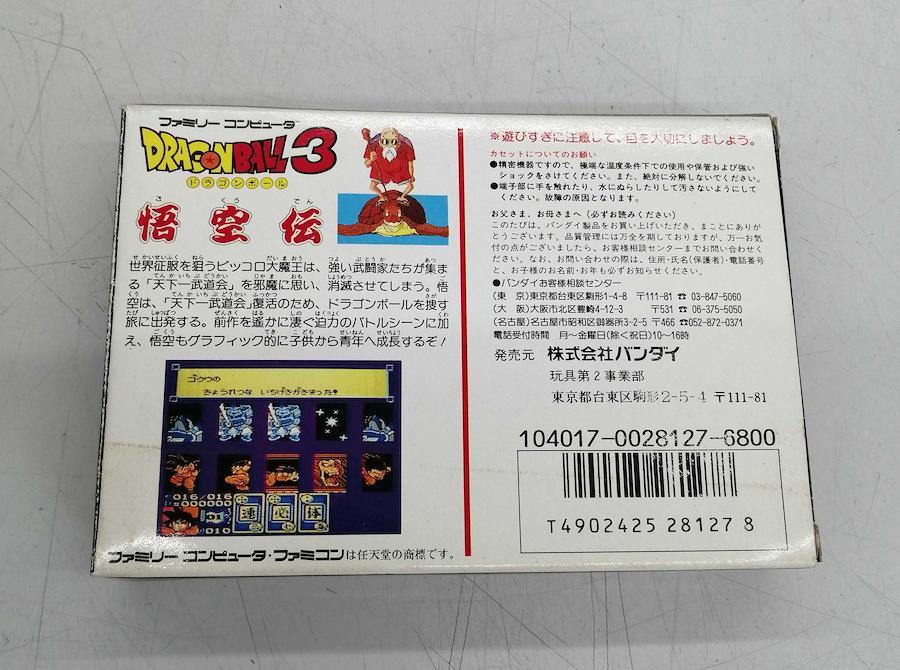 ファミリー コンピュータ
DRAGON BALL 3
ドラゴンボール
悟空伝
世界征服を狙うピッコロ大魔王は、強い武闘家たちが集ま
る「天下一武道会」を邪魔に思い、消滅させてしまう。悟
空は、「天下一武道会」復活のため、ドラゴンボールを捜す
旅に出発する。前作を遥かに凄ぐ迫力のバトルシーンに加
え、悟空もグラフィック的に子供から青年へ成長するぞ!
ゴクウの
きょうれつな いちげきがきまった
016/016
000000
010
連 必 体
ファミリーコンピュータ・ファミコンは任天堂の商標です。
※遊びすぎに注意して、目を大切にしましょう。
カセットについてのお願い
●精密機器ですので、極端な温度条件下での使用や保管および強い
ショックをさけてください。また、絶対に分解しないでください。
●端子部に手を触れたり、水にぬらしたりして汚さないようにして
ください。故障の原因となります。
お父さま、お母さまへ(必ずお読みください)
このたびは、バンダイ製品をお買い上げいただき、まことにありが
とうございます。品質管理には万全を期しておりますが、万一お気
付の点がございましたら、お客様相談センターまでお問い合わせく
ださい。なお、お問い合わせの際は、住所・氏名(保護者)・電話番号
と、お子様のお名前・お年も必ずお知らせください。
●バンダイお客様相談センター
(東 京)東京都台東区駒形1-4-8 〒111-81 ☎ 03-847-5060
(大 阪)大阪市北区豊崎4-12-3 〒531 ☎ 06-375-5050
(名古屋)名古屋市昭和区御器所3-2-5 〒466 ☎052-872-0371
電話受付時間 月〜金曜日(除く祝日)10〜16時
発売元 株式会社バンダイ
玩具第2事業部
東京都台東区駒形2-5-4 〒111-81
104017-0028127-6800
T4902425 28127 8